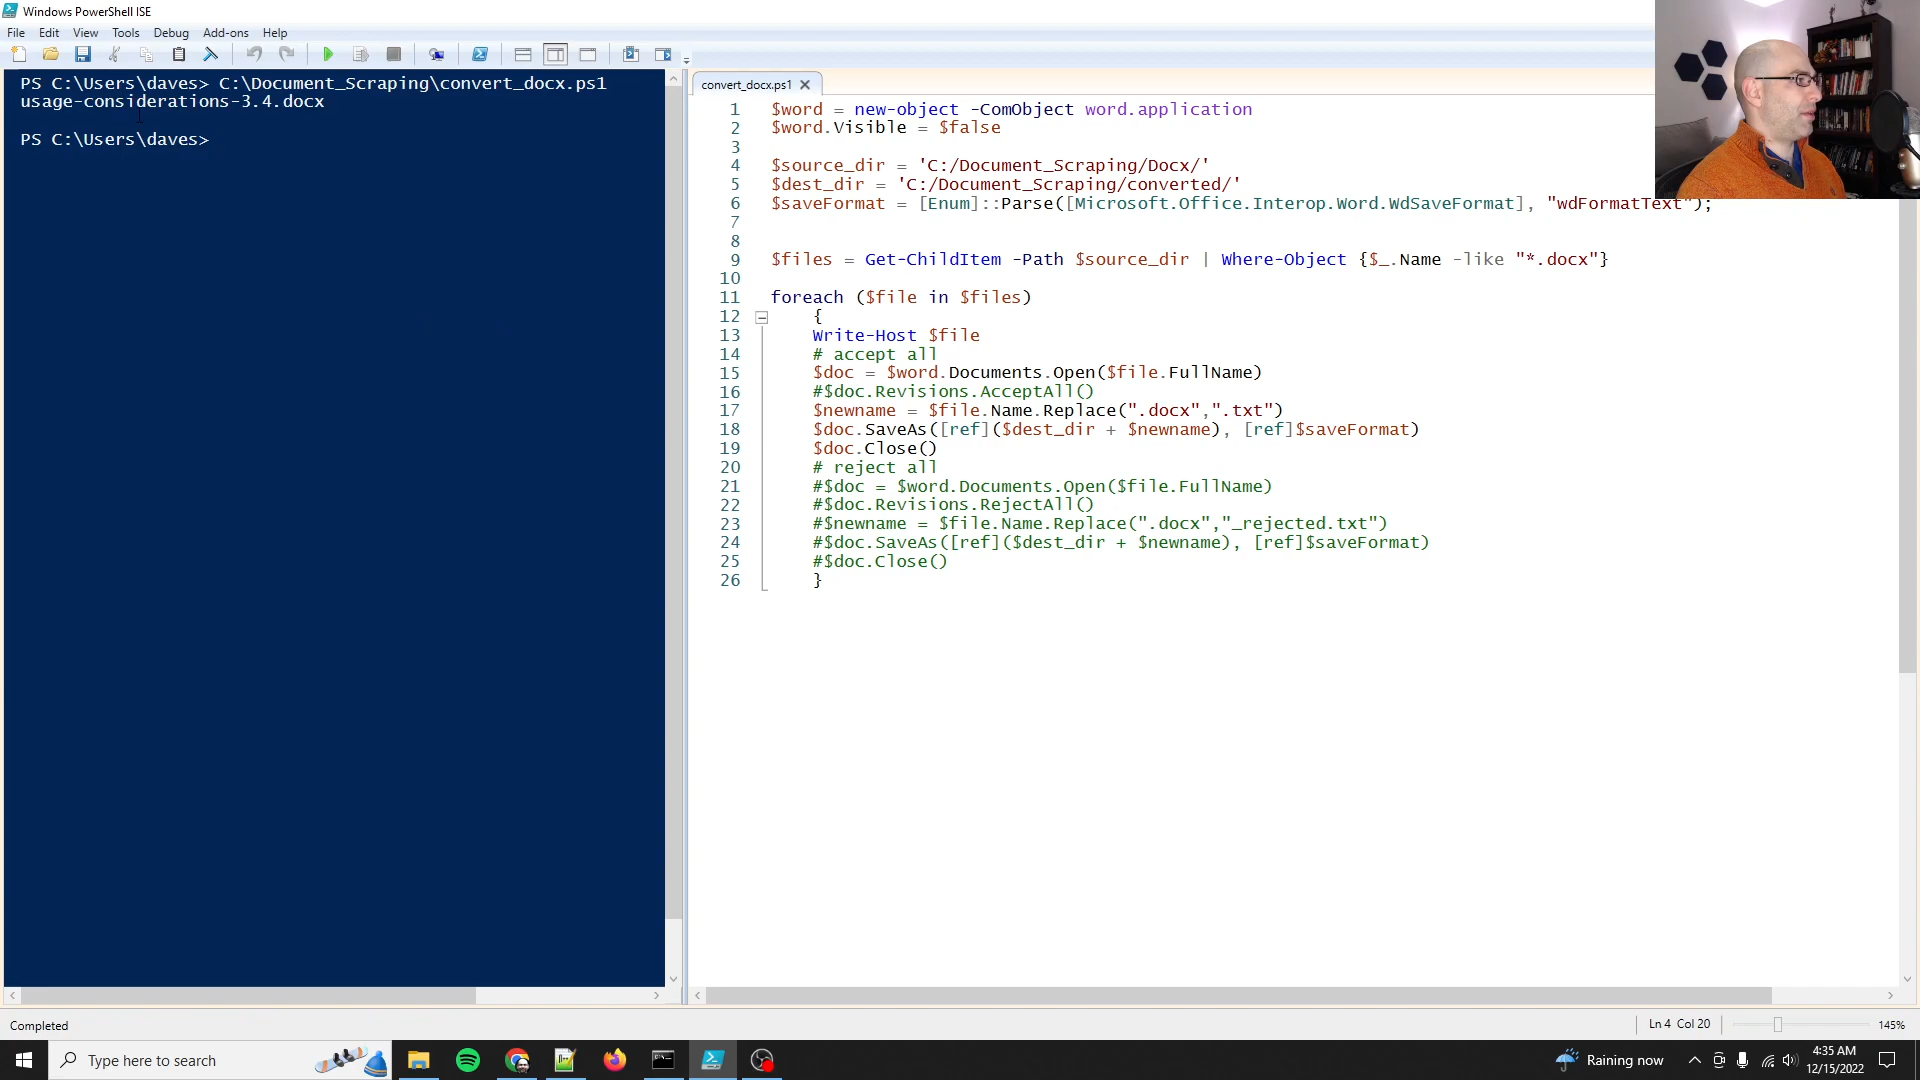 Windows PowerShell ISE
File Edit View Tools Debug Add-ons Help
PS C:\Users\daves> C:\Document_Scraping\convert_docx.ps1
usage-considerations-3.4.docx
PS C:\Users\daves>
convert_docx.ps1
1 $word = new-object -ComObject word.application
2 $word.Visible = $false
3
4 $source_dir = 'C:/Document_Scraping/Docx/'
5 $dest_dir = 'C:/Document_Scraping/converted/'
6 $saveFormat = [Enum]::Parse([Microsoft.Office.Interop.Word.WdSaveFormat], "wdFormatText");
7
8
9 $files = Get-ChildItem -Path $source_dir | Where-Object {$_.Name -like "*.docx"}
10
11 foreach ($file in $files)
12 {
13 Write-Host $file
14 # accept all
15 $doc = $word.Documents.Open($file.FullName)
16 #$doc.Revisions.AcceptAll()
17 $newname = $file.Name.Replace(".docx",".txt")
18 $doc.SaveAs([ref]($dest_dir + $newname), [ref]$saveFormat)
19 $doc.Close()
20 # reject all
21 #$doc = $word.Documents.Open($file.FullName)
22 #$doc.Revisions.RejectAll()
23 #$newname = $file.Name.Replace(".docx","_rejected.txt")
24 #$doc.SaveAs([ref]($dest_dir + $newname), [ref]$saveFormat)
25 #$doc.Close()
26 }
Completed
Ln 4 Col 20
145%
Type here to search
Raining now
4:35 AM
12/15/2022